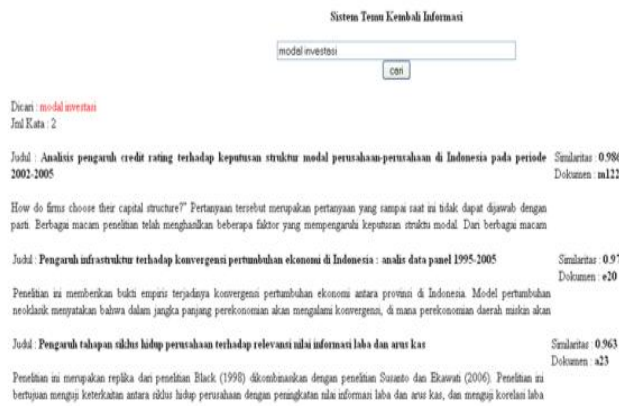 Sistem Temu Kembali Informasi
modal investasi
cari
Dicari : modal investasi
Jml Kata : 2
Judul : Analisis pengaruh credit rating terhadap keputusan struktur modal perusahaan-perusahaan di Indonesia pada periode Similaritas : 0.986
2002-2005 Dokumen : m122
How do firms choose their capital structure?" Pertanyaan tersebut merupakan pertanyaan yang sampai saat ini tidak dapat dijawab dengan
pasti. Berbagai macam penelitian telah menghasilkan beberapa faktor yang mempengaruhi keputusan struktu modal. Dari berbagai macam
Judul : Pengaruh infrastruktur terhadap konvergensi pertumbuhan ekonomi di Indonesia : analis data panel 1995-2005 Similaritas : 0.97
Dokumen : e20
Penelitian ini memberikan bukti empiris terjadinya konvergensi pertumbuhan ekonomi antara provinsi di Indonesia. Model pertumbuhan
neoklasik menyatakan bahwa dalam jangka panjang perekonomian akan mengalami konvergensi, di mana perekonomian daerah miskin akan
Judul : Pengaruh tahapan siklus hidup perusahaan terhadap relevansi nilai informasi laba dan arus kas Similaritas : 0.963
Dokumen : a23
Penelitian ini merupakan replika dari penelitian Black (1998) dikombinasikan dengan penelitian Susanto dan Ekawati (2006). Penelitian ini
bertujuan menguji keterkaitan antara siklus hidup perusahaan dengan peningkatan nilai informasi laba dan arus kas, dan menguji korelasi laba